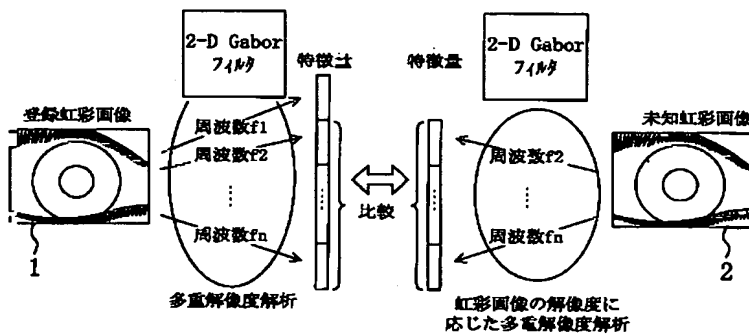 2-D Gabor
フィルタ
特徴量
登録虹彩画像
周波数f1
周波数f2
周波数fn
1
多重解像度解析
比較
特徴量
2-D Gabor
フィルタ
未知虹彩画像
周波数f2
周波数fn
2
虹彩画像の解像度に
応じた多重解像度解析